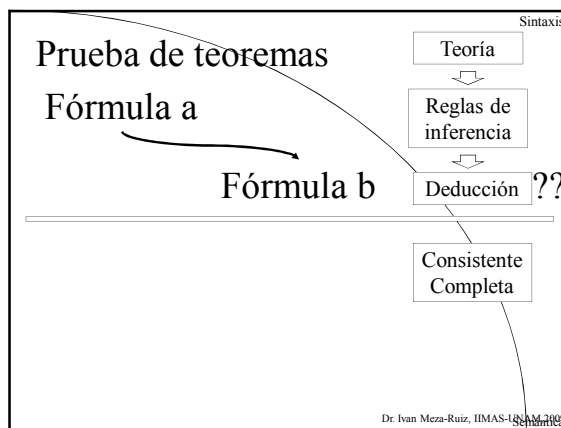 Sintaxis
Prueba de teoremas
Fórmula a
Fórmula b
Teoría
Reglas de
inferencia
Deducción ??
Consistente
Completa
Dr. Ivan Meza-Ruiz, IIMAS-UNAM 2009
Semántica